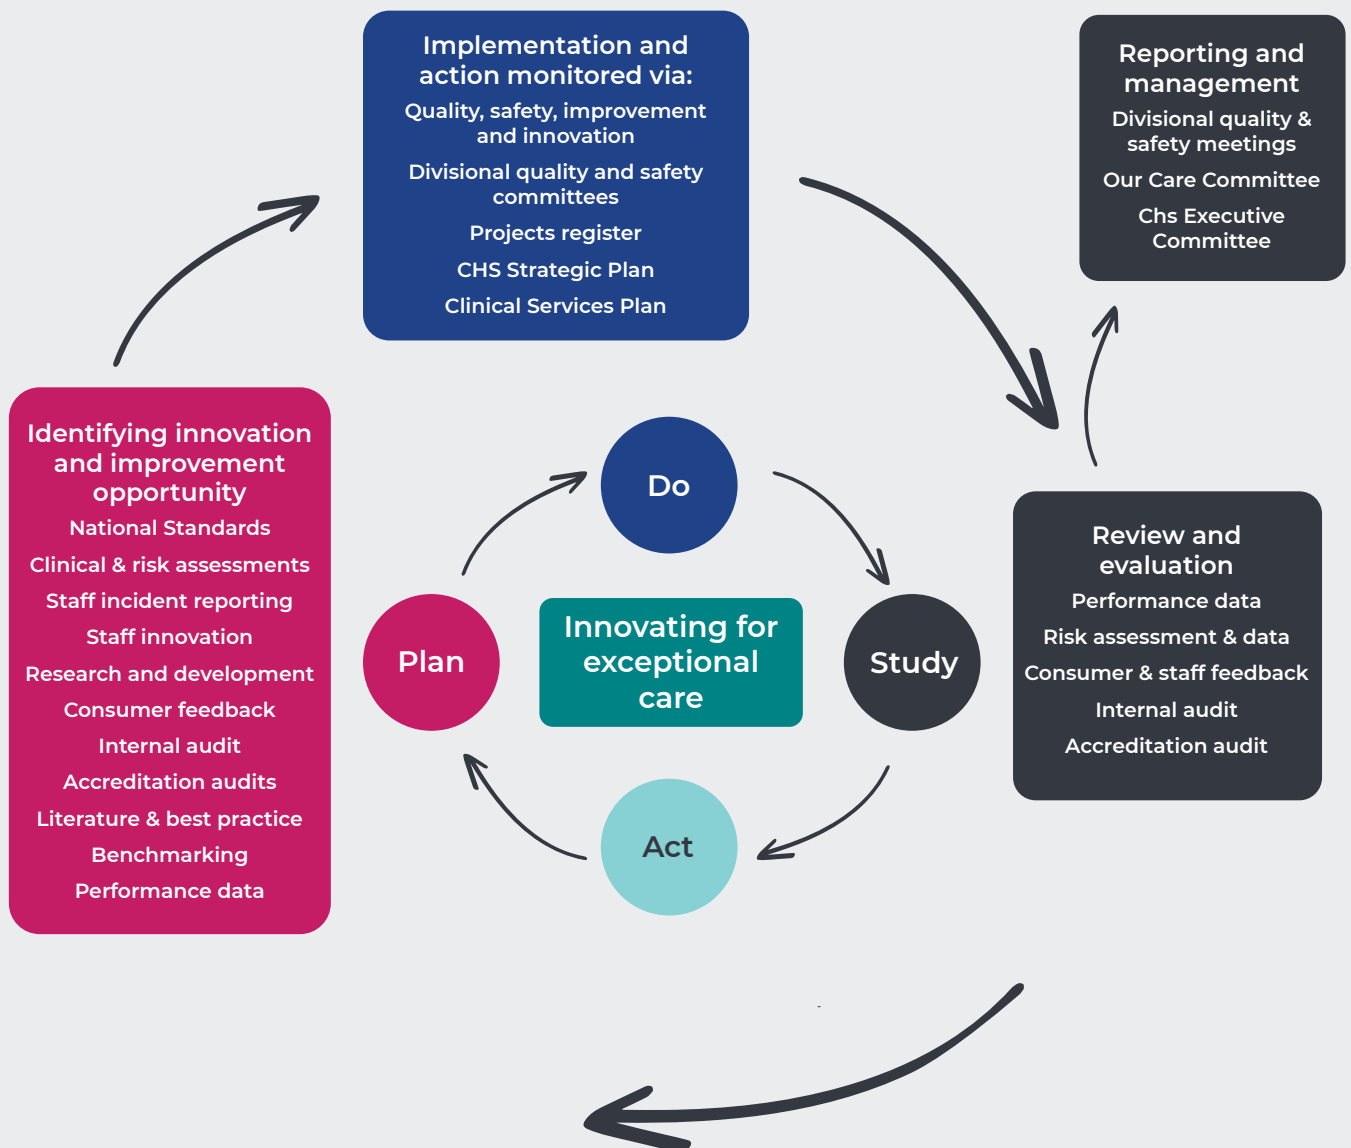 Implementation and
action monitored via:
Quality, safety, improvement
and innovation
Divisional quality and safety
committees
Projects register
CHS Strategic Plan
Clinical Services Plan
Reporting and
management
Divisional quality &
safety meetings
Our Care Committee
Chs Executive
Committee
Identifying innovation
and improvement
opportunity
National Standards
Clinical & risk assessments
Staff incident reporting
Staff innovation
Research and development
Consumer feedback
Internal audit
Accreditation audits
Literature & best practice
Benchmarking
Performance data
Do
Plan
Innovating for
exceptional
care
Study
Act
Review and
evaluation
Performance data
Risk assessment & data
Consumer & staff feedback
Internal audit
Accreditation audit
-